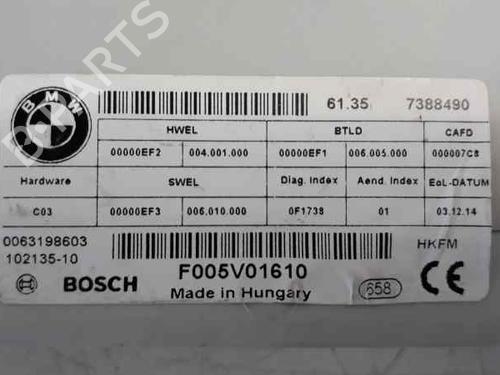 B-PARTS
BMW
61.35 7388490
HWEL BTLD CAFD
00000EF2 004.001.000 00000EF1 006.005.000 000007C8
Hardware SWEL Diag. Index Aend. Index EoL-DATUM
C03 00000EF3 006.010.000 0F1738 01 03.12.14
0063198603 HKFM
102135-10 F005V01610
BOSCH Made in Hungary 658 CE